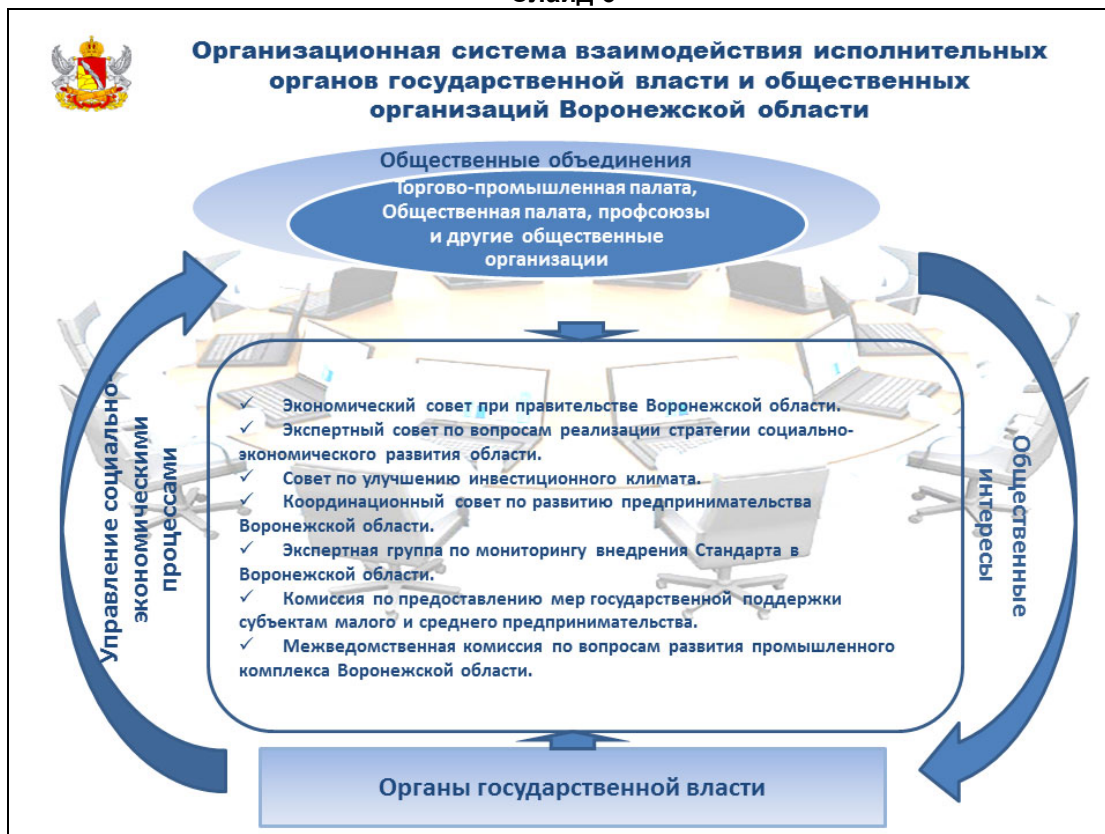 Организационная система взаимодействия исполнительных
органов государственной власти и общественных
организаций Воронежской области
Общественные объединения
Торгово-промышленная палата,
Общественная палата, профсоюзы
и другие общественные
организации
Управление социально-
экономическими
процессами
✓ Экономический совет при правительстве Воронежской области.
✓ Экспертный совет по вопросам реализации стратегии социально-
экономического развития области.
✓ Совет по улучшению инвестиционного климата.
✓ Координационный совет по развитию предпринимательства
Воронежской области.
✓ Экспертная группа по мониторингу внедрения Стандарта в
Воронежской области.
✓ Комиссия по предоставлению мер государственной поддержки
субъектам малого и среднего предпринимательства.
✓ Межведомственная комиссия по вопросам развития промышленного
комплекса Воронежской области.
Общественные
интересы
Органы государственной власти